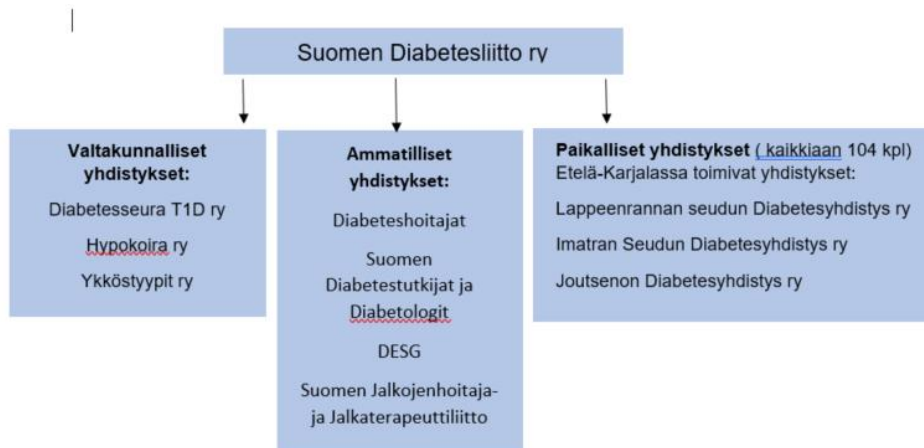 Suomen Diabetesliitto ry
Valtakunnalliset
yhdistykset:
Diabetesseura T1D ry
Hypokoira ry
Ykköstyypit ry
Ammatilliset
yhdistykset:
Diabeteshoitajat
Suomen
Diabetestutkijat ja
Diabetologit
DESG
Suomen Jalkojenhoitaja-
ja Jalkaterapeuttiliitto
Paikalliset yhdistykset ( kaikkiaan 104 kpl)
Etelä-Karjalassa toimivat yhdistykset:
Lappeenrannan seudun Diabetesyhdistys ry
Imatran Seudun Diabetesyhdistys ry
Joutsenon Diabetesyhdistys ry